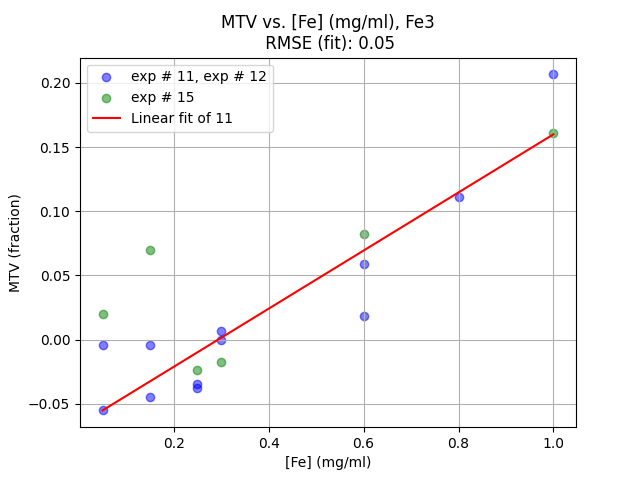 MTV vs. [Fe] (mg/ml), Fe3
RMSE (fit): 0.05
exp # 11, exp # 12
exp # 15
Linear fit of 11
0.20
0.15
0.10
0.05
0.00
−0.05
MTV (fraction)
0.2 0.4 0.6 0.8 1.0
[Fe] (mg/ml)